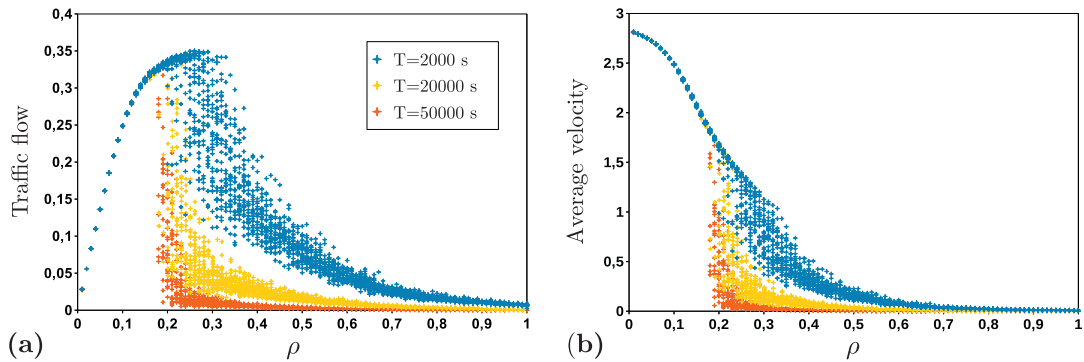 0,4
0,35
0,3
0,25
0,2
0,15
0,1
0,05
0
Traffic flow
T=2000 s
T=20000 s
T=50000 s
0 0,1 0,2 0,3 0,4 0,5 0,6 0,7 0,8 0,9 1
(a)
ρ
3
2,5
2
1,5
1
0,5
0
Average velocity
0 0,1 0,2 0,3 0,4 0,5 0,6 0,7 0,8 0,9 1
(b)
ρ